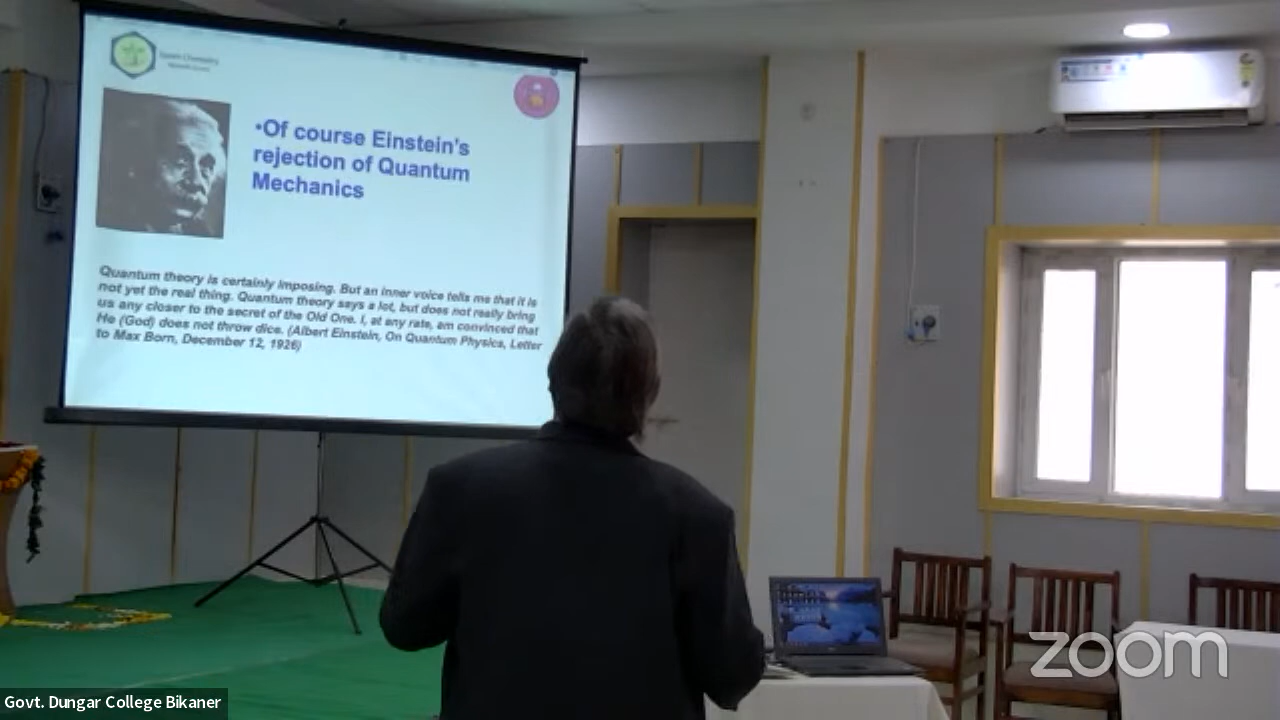 Green Chemistry
•Of course Einstein's
rejection of Quantum
Mechanics
Quantum theory is certainly imposing. But an inner voice tells me that it is
not yet the real thing. Quantum theory says a lot, but does not really bring
us any closer to the secret of the Old One. I, at any rate, am convinced that
He (God) does not throw dice. (Albert Einstein, On Quantum Physics, Letter
to Max Born, December 12, 1926)
zoom
Govt. Dungar College Bikaner